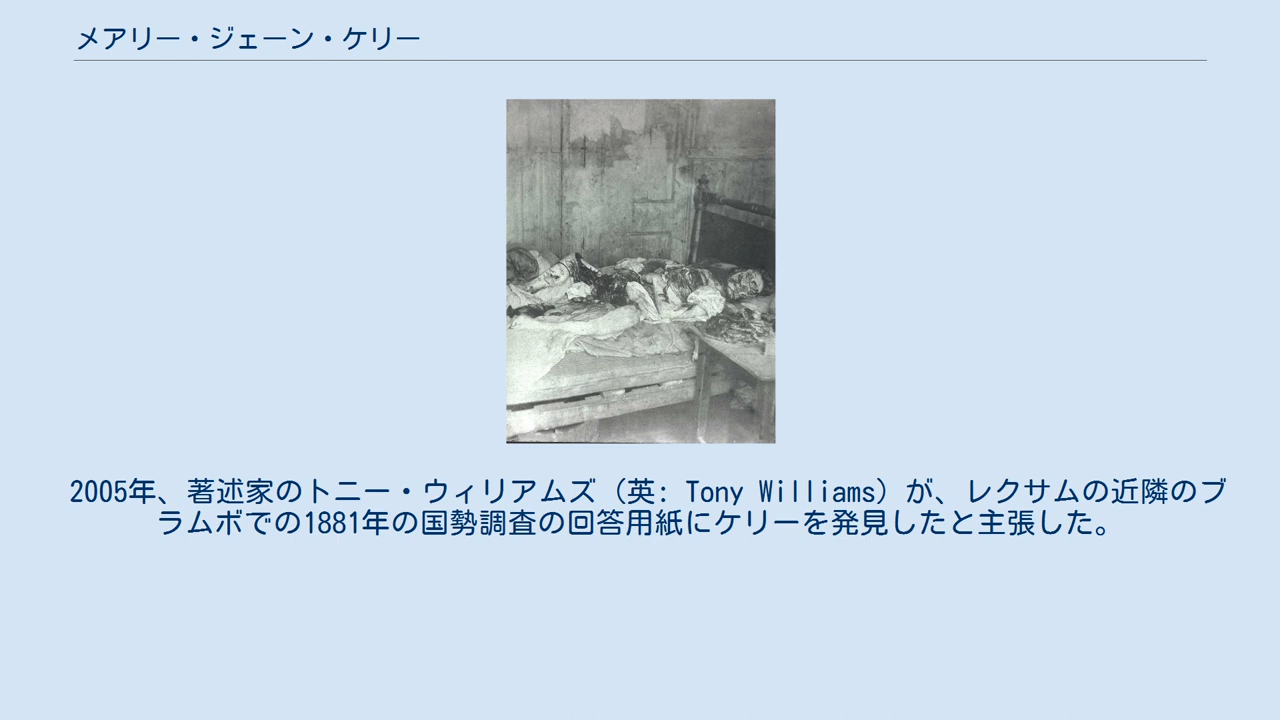 メアリー・ジェーン・ケリー
2005年、著述家のトニー・ウィリアムズ（英: Tony Williams）が、レクサムの近隣のブ
ラムボでの1881年の国勢調査の回答用紙にケリーを発見したと主張した。